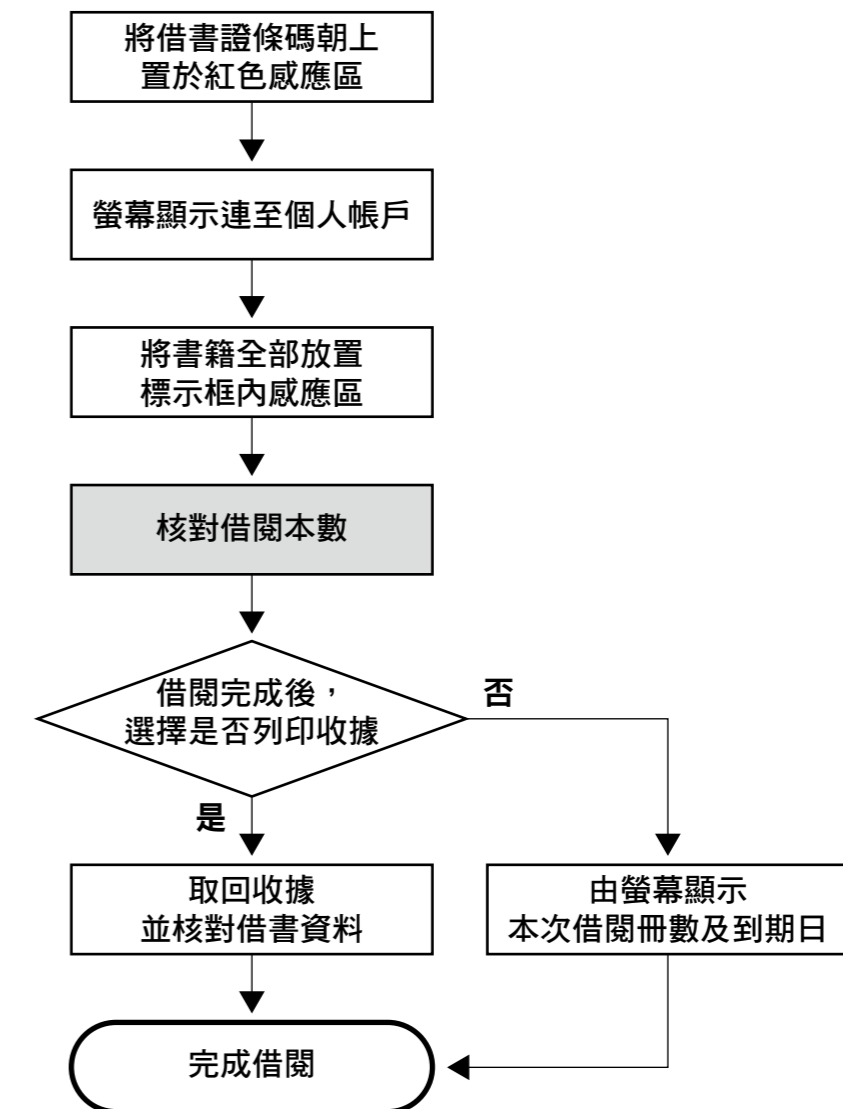 將借書證條碼朝上
置於紅色感應區
螢幕顯示連至個人帳戶
將書籍全部放置
標示框內感應區
核對借閱本數
借閱完成後，
選擇是否列印收據
否
是
取回收據
並核對借書資料
由螢幕顯示
本次借閱冊數及到期日
完成借閱